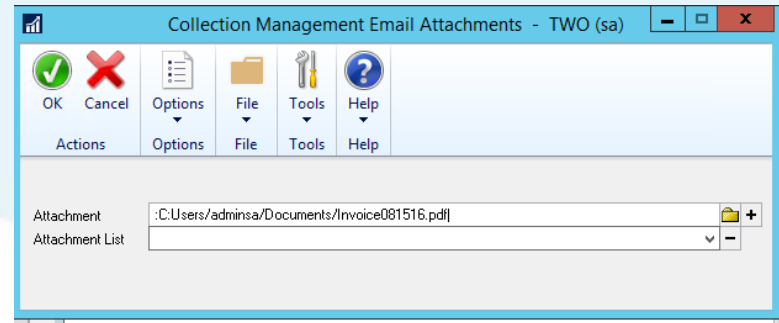 Collection Management Email Attachments - TWO (sa)
OK Cancel Options File Tools Help
Actions Options File Tools Help
Attachment :C:Users/adminsa/Documents/Invoice081516.pdf
Attachment List